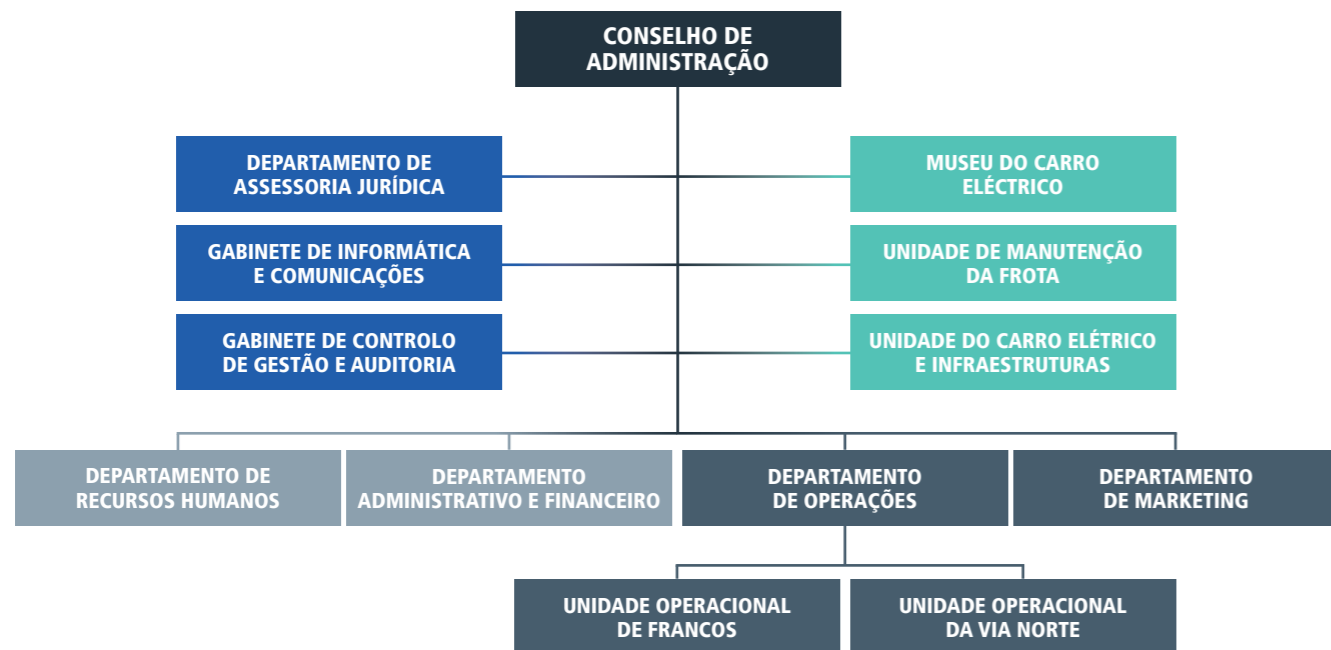 CONSELHO DE
ADMINISTRAÇÃO
DEPARTAMENTO DE
ASSESSORIA JURÍDICA
MUSEU DO CARRO
ELÉCTRICO
GABINETE DE INFORMÁTICA
E COMUNICAÇÕES
UNIDADE DE MANUTENÇÃO
DA FROTA
GABINETE DE CONTROLO
DE GESTÃO E AUDITORIA
UNIDADE DO CARRO ELÉTRICO
E INFRAESTRUTURAS
DEPARTAMENTO DE
RECURSOS HUMANOS
DEPARTAMENTO
ADMINISTRATIVO E FINANCEIRO
DEPARTAMENTO
DE OPERAÇÕES
DEPARTAMENTO
DE MARKETING
UNIDADE OPERACIONAL
DE FRANCOS
UNIDADE OPERACIONAL
DA VIA NORTE